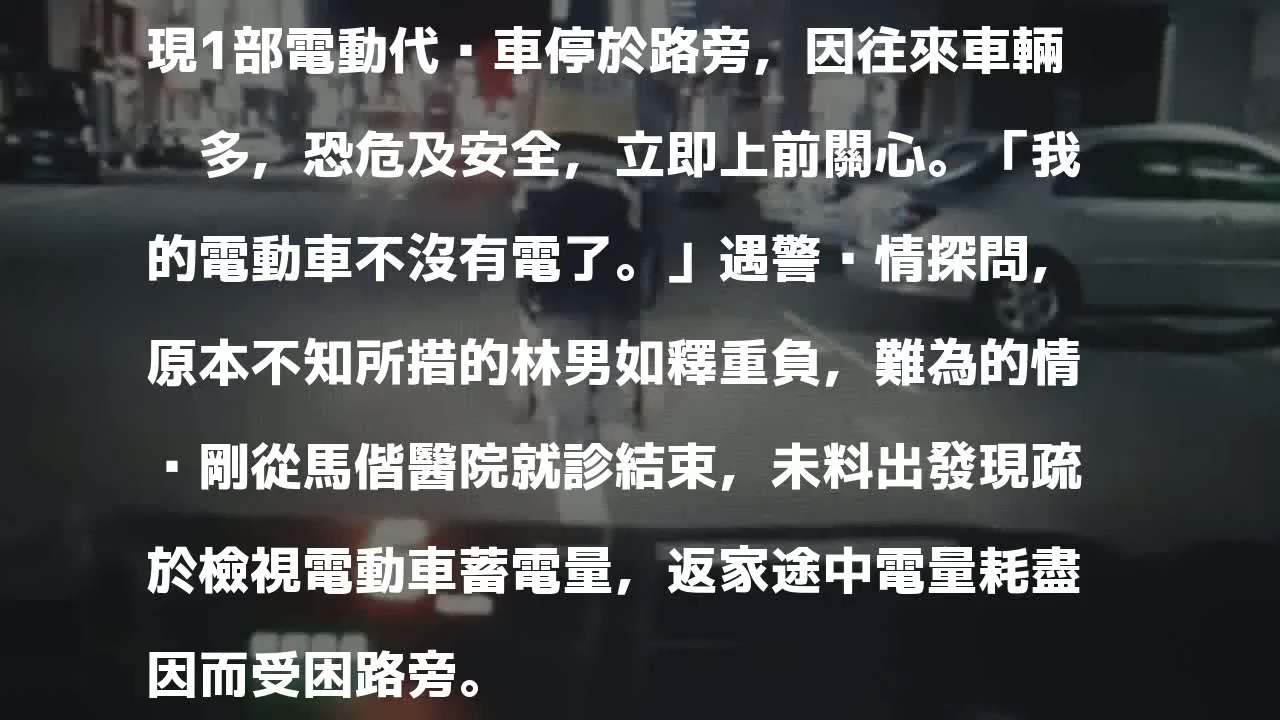 現1部電動代▪車停於路旁，因往來車輛
多，恐危及安全，立即上前關心。「我
的電動車不沒有電了。」遇警▪情探問，
原本不知所措的林男如釋重負，難為的情
▪剛從馬偕醫院就診結束，未料出發現疏
於檢視電動車蓄電量，返家途中電量耗盡
因而受困路旁。